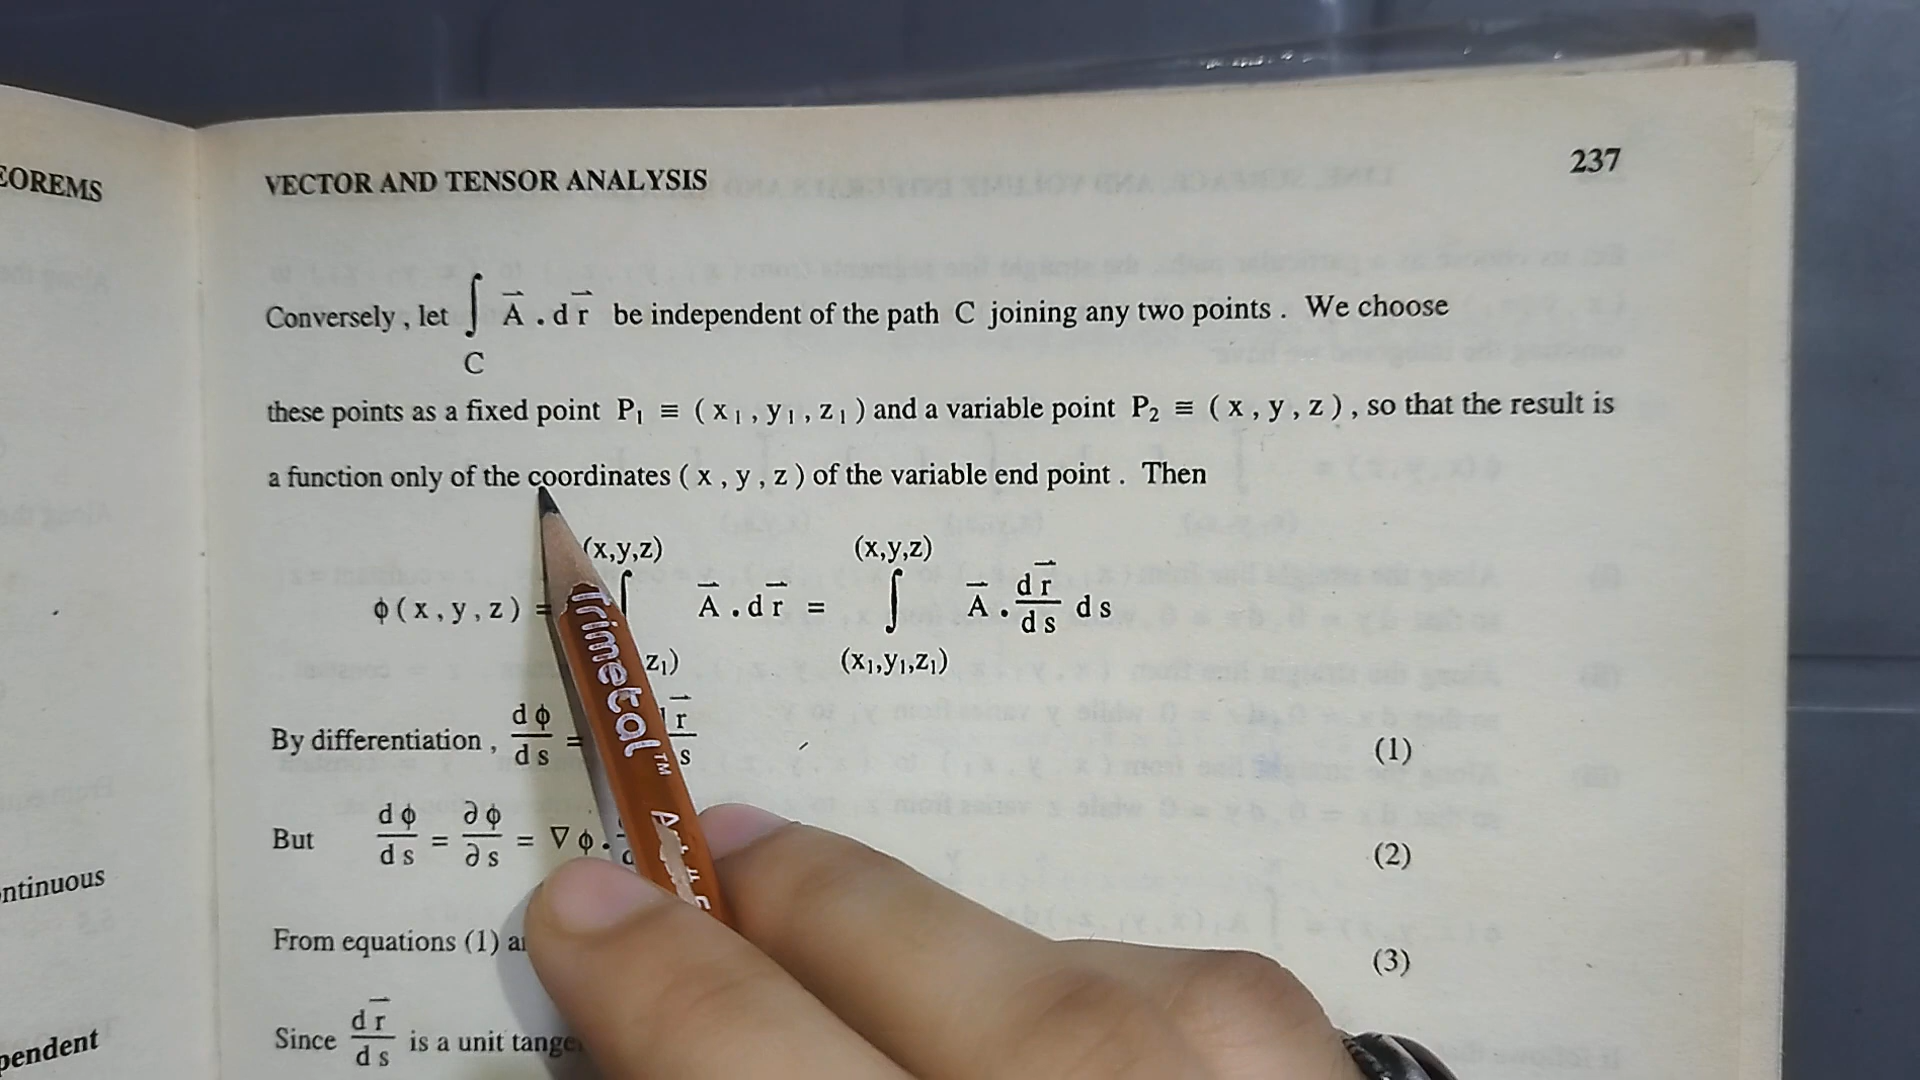 EOREMS
VECTOR AND TENSOR ANALYSIS 237
Conversely , let ∫ A⃗ . d r⃗ be independent of the path C joining any two points . We choose
C
these points as a fixed point P₁ ≡ ( x₁ , y₁ , z₁ ) and a variable point P₂ ≡ ( x , y , z ) , so that the result is
a function only of the coordinates ( x , y , z ) of the variable end point . Then
(x,y,z) (x,y,z)
ϕ ( x , y , z ) = ∫ A⃗ . d r⃗ = ∫ A⃗ . d r⃗ / d s d s
z₁) (x₁,y₁,z₁)
By differentiation , d ϕ / d s = r⃗ / s (1)
But d ϕ / d s = ∂ ϕ / ∂ s = ∇ ϕ . (2)
ntinuous
From equations (1) (3)
Since d r⃗ / d s is a unit
pendent
Trimetal™